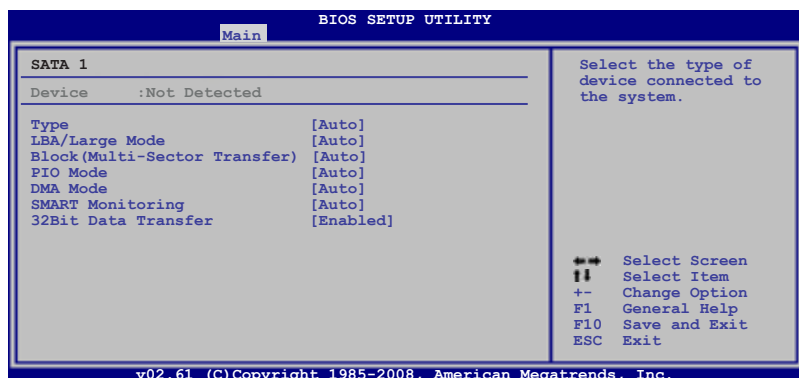 BIOS SETUP UTILITY
Main
SATA 1
Device :Not Detected
Type [Auto]
LBA/Large Mode [Auto]
Block(Multi-Sector Transfer) [Auto]
PIO Mode [Auto]
DMA Mode [Auto]
SMART Monitoring [Auto]
32Bit Data Transfer [Enabled]
Select the type of
device connected to
the system.
←→ Select Screen
↑↓ Select Item
+- Change Option
F1 General Help
F10 Save and Exit
ESC Exit
v02.61 (C)Copyright 1985-2008, American Megatrends, Inc.